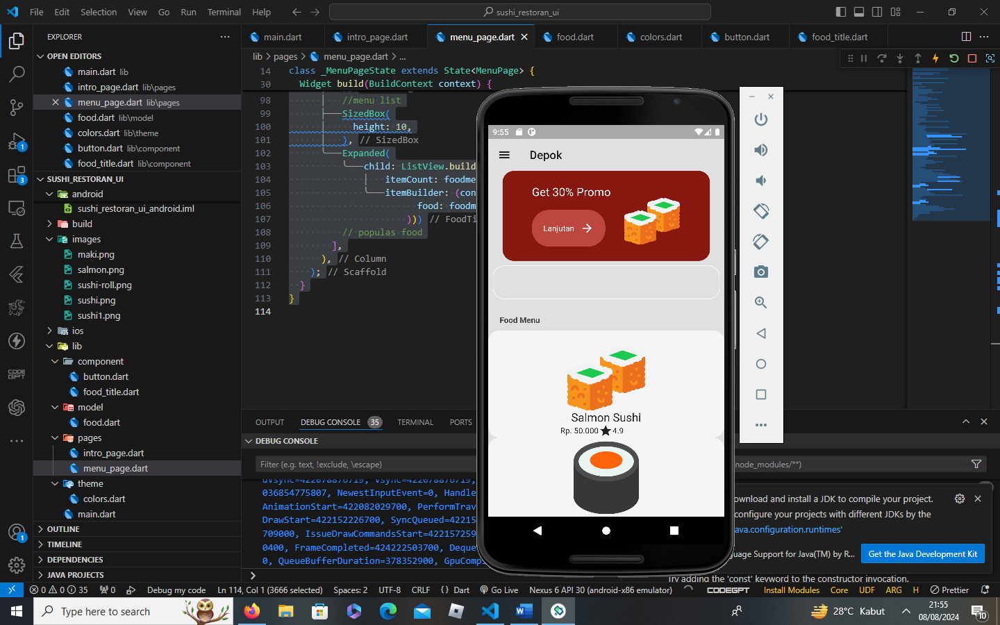 File Edit Selection View Go Run Terminal Help
sushi_restoran_ui
EXPLORER
OPEN EDITORS
main.dart lib
intro_page.dart lib\pages
menu_page.dart lib\pages
food.dart lib\model
colors.dart lib\theme
button.dart lib\component
food_title.dart lib\component
SUSHI_RESTORAN_UI
android
sushi_restoran_ui_android.iml
build
images
maki.png
salmon.png
sushi-roll.png
sushi.png
sushi1.png
ios
lib
component
button.dart
food_title.dart
model
food.dart
pages
intro_page.dart
menu_page.dart
theme
colors.dart
main.dart
OUTLINE
TIMELINE
DEPENDENCIES
JAVA PROJECTS
main.dart intro_page.dart menu_page.dart food.dart colors.dart button.dart food_title.dart
lib > pages > menu_page.dart > ...
14 class _MenuPageState extends State<MenuPage> {
30 Widget build(BuildContext context) {
98 //menu list
99 SizedBox(
100 height: 10,
101 ), // SizedBox
102 Expanded(
103 child: ListView.build
104 itemCount: foodme
105 itemBuilder: (con
106 food: foodm
107 ))) // FoodTi
108 // populas food
109 ],
110 ), // Column
111 ); // Scaffold
112 }
113 }
114
9:55
Depok
Get 30% Promo
Lanjutan
Food Menu
Salmon Sushi
Rp. 50.000 4.9
OUTPUT DEBUG CONSOLE 35 TERMINAL PORTS
DEBUG CONSOLE
Filter (e.g. text, !exclude, \escape)
node_modules/**)
uVsync=422078876719, Vsync=422078876719,
036854775807, NewestInputEvent=0, Handle
AnimationStart=422082029700, PerformTrav
DrawStart=422152226700, SyncQueued=42215
709000, IssueDrawCommandsStart=422157259
0400, FrameCompleted=424222503700, Deque
0, QueueBufferDuration=378352900, GpuComp
ownload and install a JDK to compile your project.
configure your projects with different JDKs by the
ava.configuration.runtimes'
guage Support for Java(TM) by R...
Get the Java Development Kit
Try adding the 'const' keyword to the constructor invocation.
0 0 35 0 Debug my code Ln 114, Col 1 (3666 selected) Spaces: 2 UTF-8 CRLF {} Dart Go Live Nexus 6 API 30 (android-x86 emulator) CODEGPT Install Modules Core UDF ARG H Prettier
Type here to search
28°C Kabut
21:55
08/08/2024
10
1
3
CODE
GPT
1